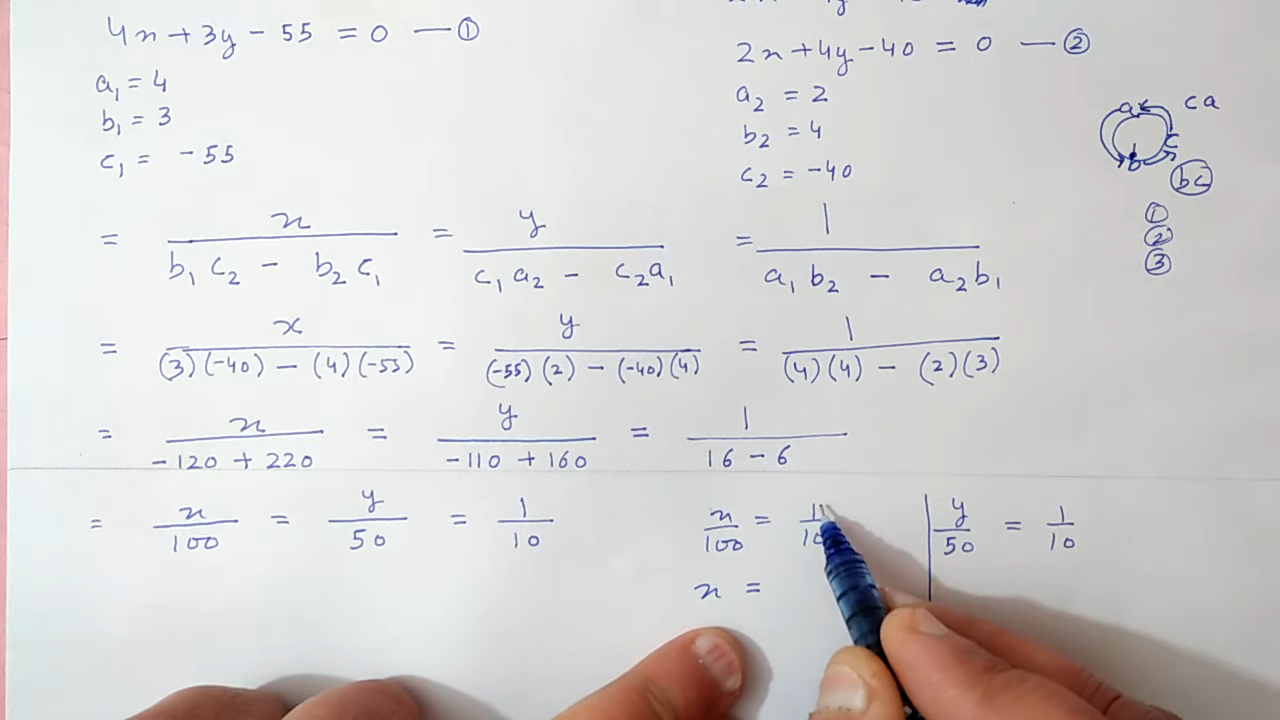 4x + 3y - 55 = 0 — ①
2x + 4y - 40 = 0 — ②
a₁ = 4
b₁ = 3
c₁ = -55
a₂ = 2
b₂ = 4
c₂ = -40
a
b
c
ca
bc
①
②
③
= x/(b₁c₂ - b₂c₁) = y/(c₁a₂ - c₂a₁) = 1/(a₁b₂ - a₂b₁)
= x/((3)(-40) - (4)(-55)) = y/((-55)(2) - (-40)(4)) = 1/((4)(4) - (2)(3))
= x/(-120 + 220) = y/(-110 + 160) = 1/(16 - 6)
= x/100 = y/50 = 1/10
x/100 = 1/10
x =
y/50 = 1/10